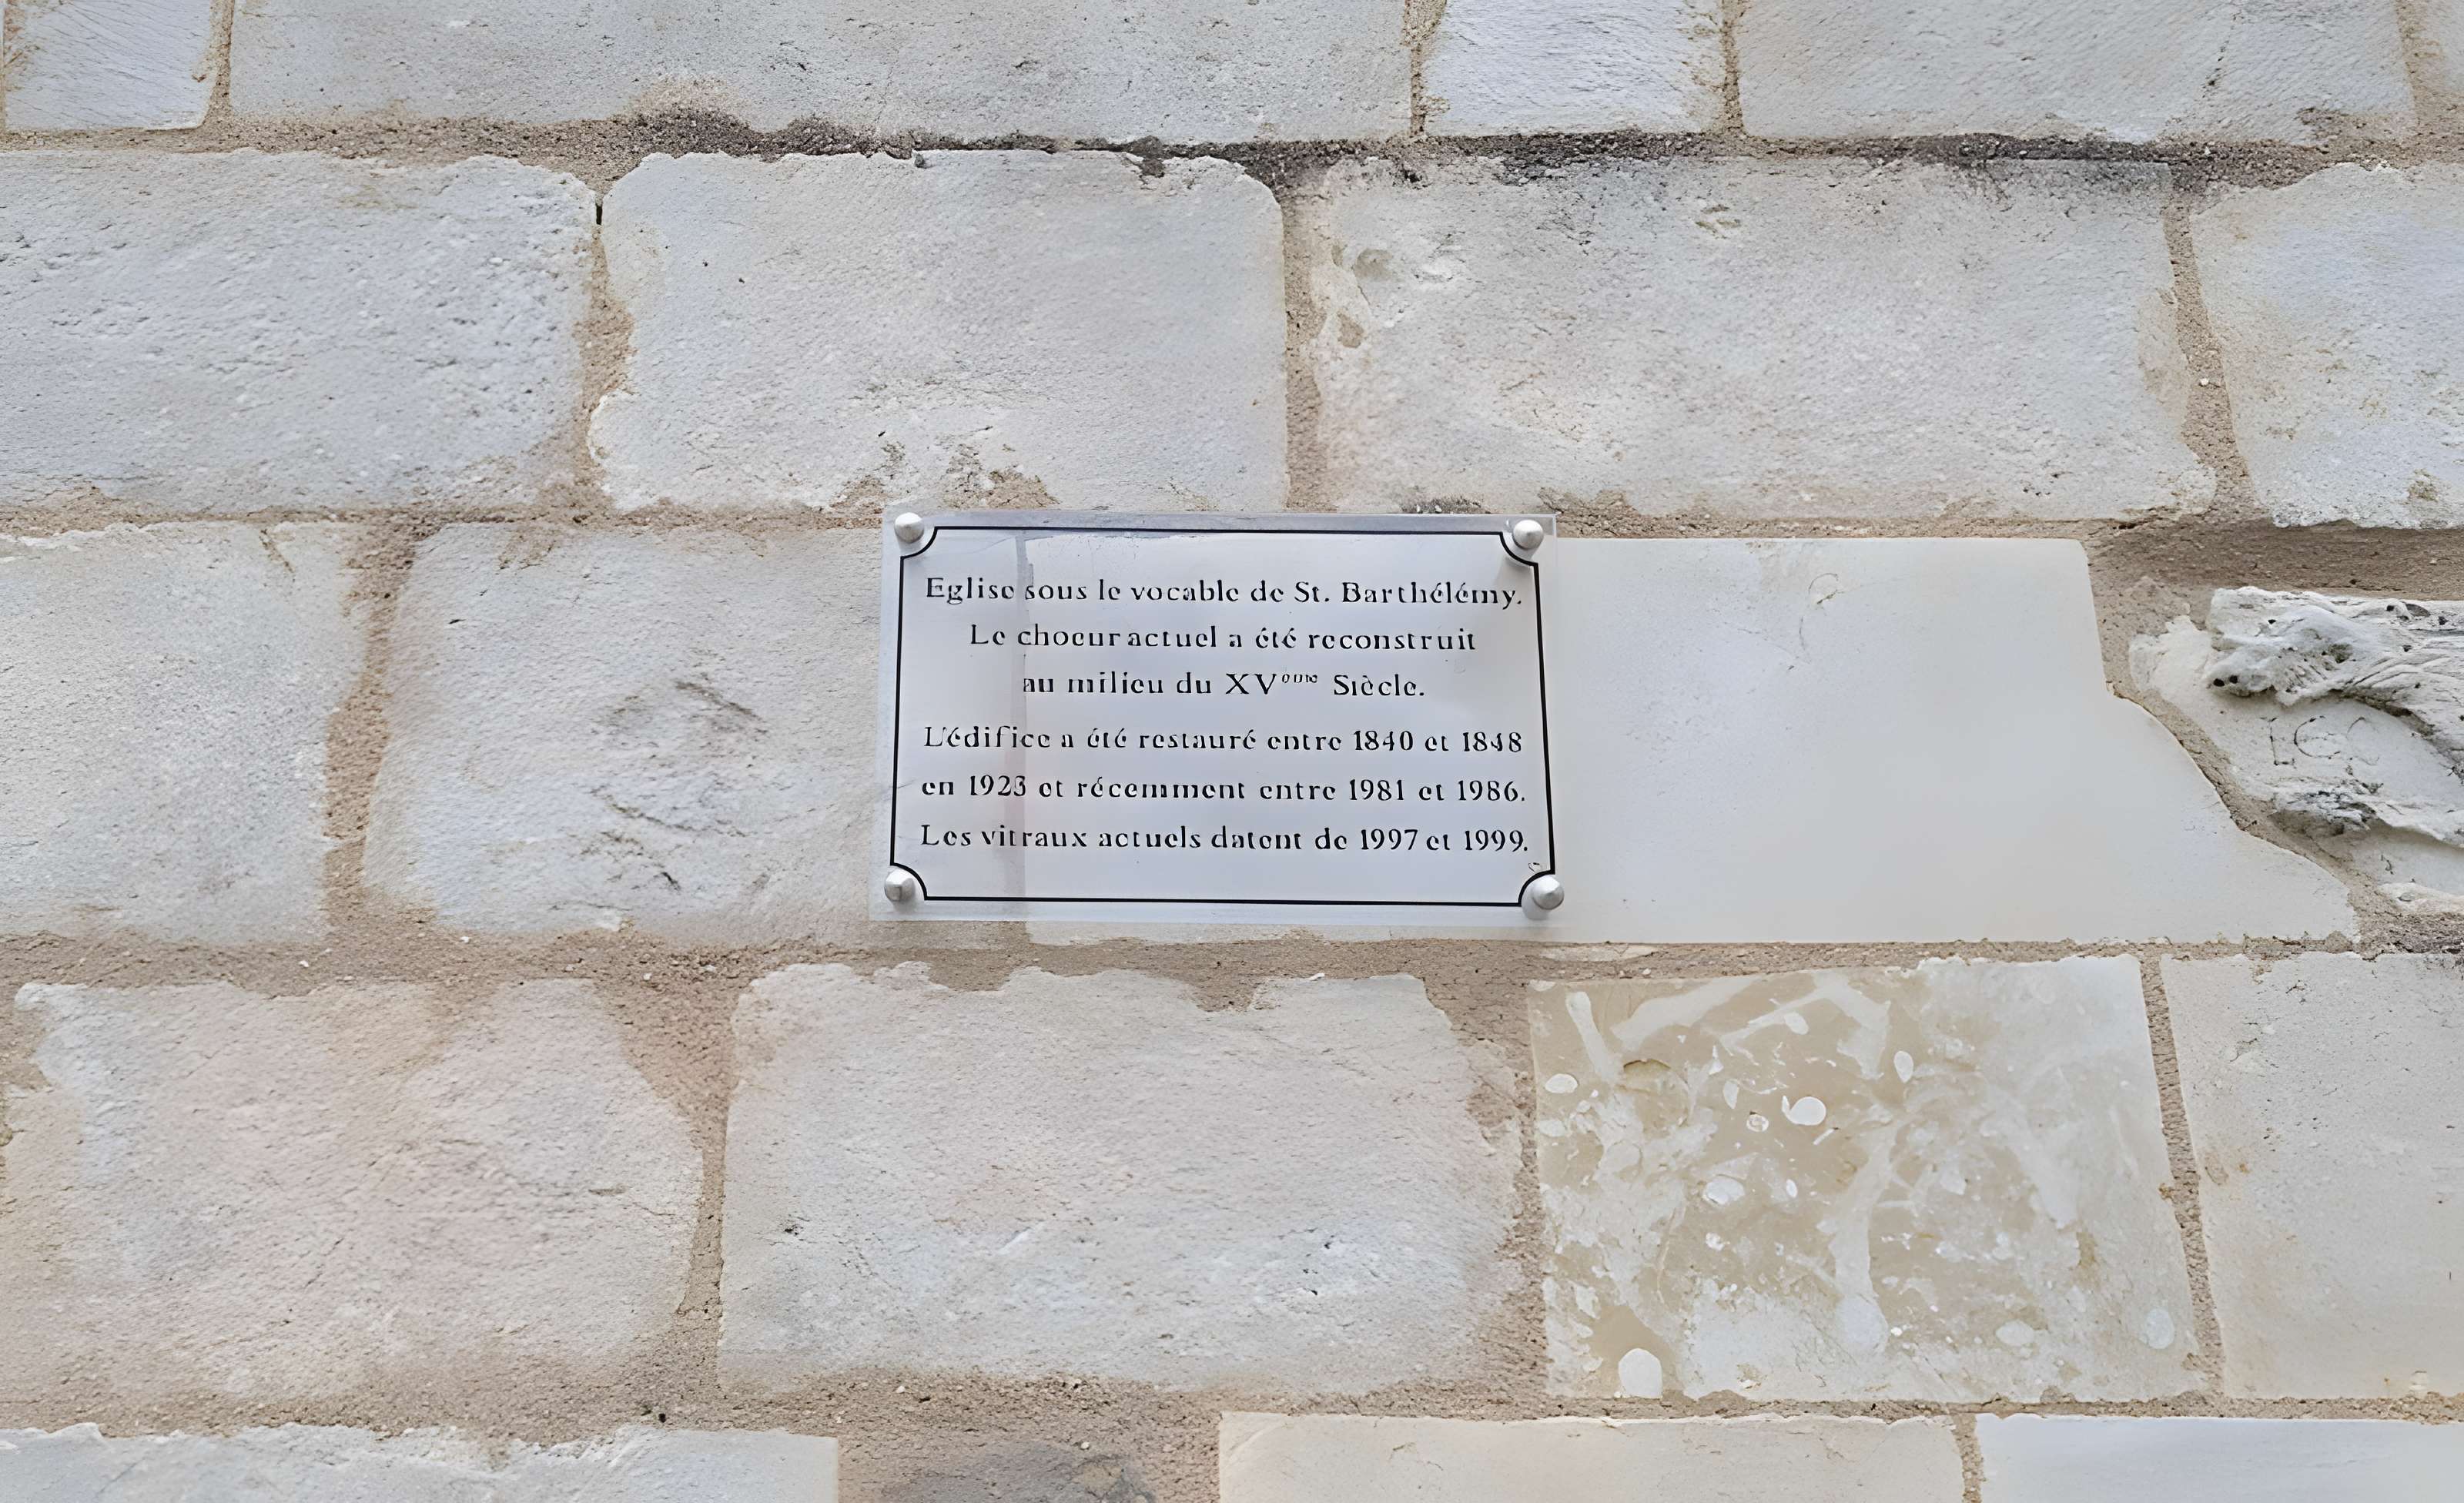 Eglise sous le vocable de St. Barthélémy.
Le choeur actuel a été reconstruit
au milieu du XVème Siècle.
L'édifice a été restauré entre 1840 et 1848
en 1923 et récemment entre 1981 et 1986.
Les vitraux actuels datent de 1997 et 1999.